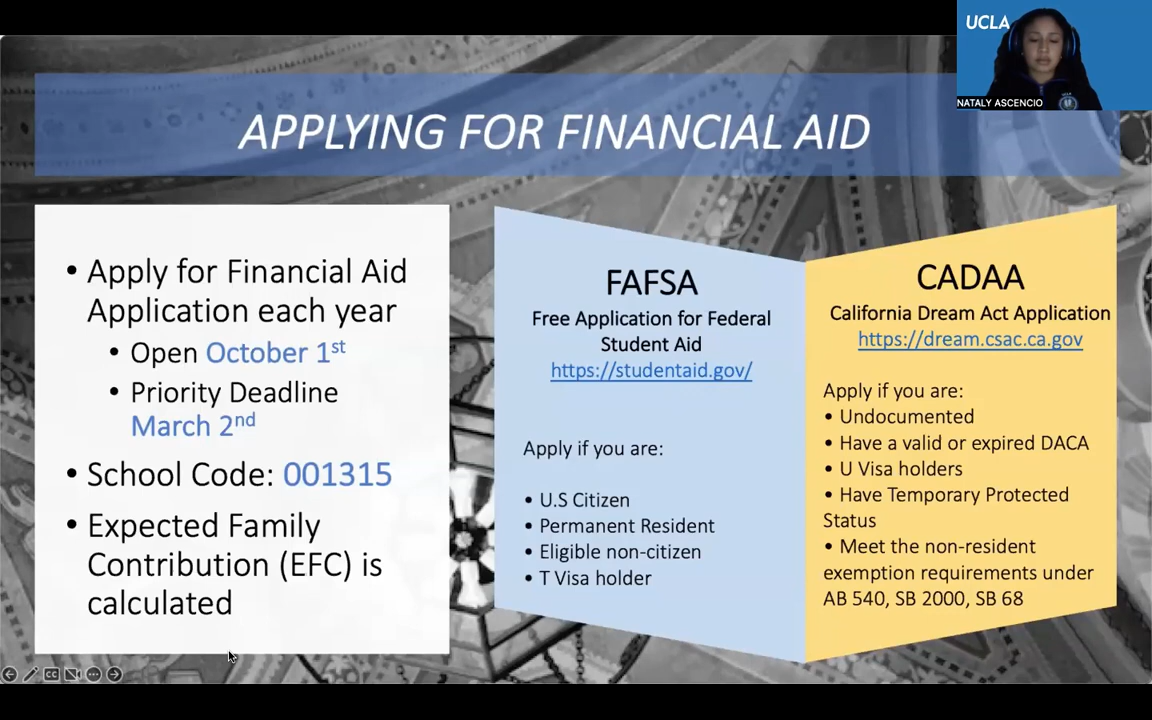 UCLA
NATALY ASCENCIO
APPLYING FOR FINANCIAL AID
• Apply for Financial Aid
Application each year
• Open October 1st
• Priority Deadline
March 2nd
• School Code: 001315
• Expected Family
Contribution (EFC) is
calculated
FAFSA
Free Application for Federal
Student Aid
https://studentaid.gov/
Apply if you are:
• U.S Citizen
• Permanent Resident
• Eligible non-citizen
• T Visa holder
CADAA
California Dream Act Application
https://dream.csac.ca.gov
Apply if you are:
• Undocumented
• Have a valid or expired DACA
• U Visa holders
• Have Temporary Protected
Status
• Meet the non-resident
exemption requirements under
AB 540, SB 2000, SB 68
CC